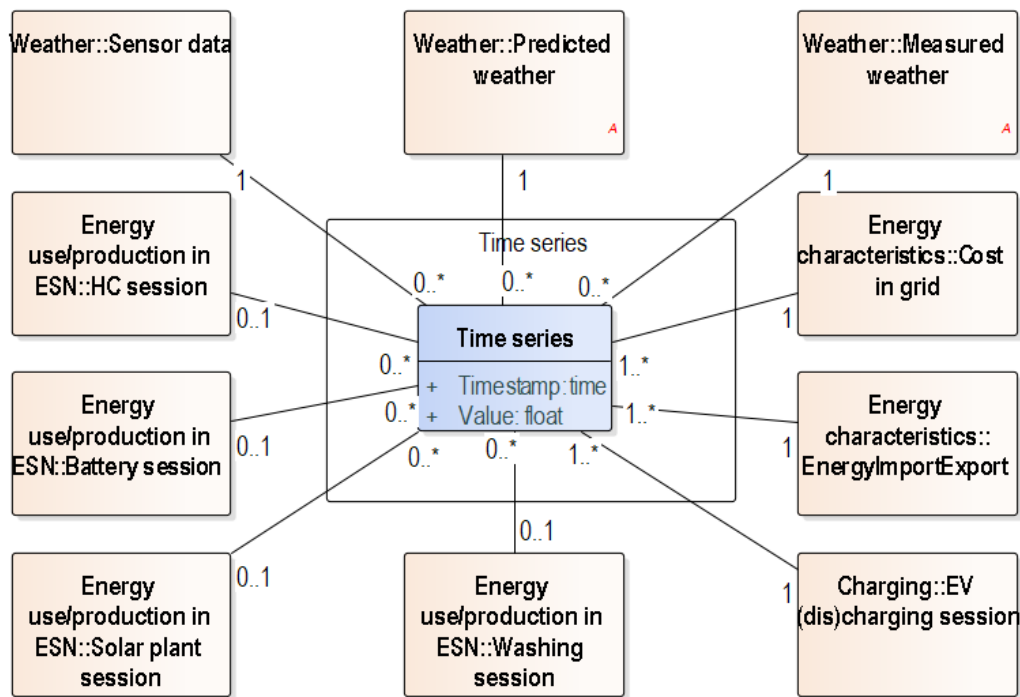 Weather::Sensor data
Weather::Predicted
weather
A
Weather::Measured
weather
A
1
1
1
Energy
use/production in
ESN::HC session
0..1
Time series
0..*
0..*
0..*
Energy
characteristics::Cost
in grid
1
Time series
+ Timestamp: time
+ Value: float
0..*
1..*
0..*
1..*
0..*
0..*
1..*
Energy
use/production in
ESN::Battery session
0..1
Energy
characteristics::
EnergyImportExport
1
Energy
use/production in
ESN::Solar plant
session
0..1
0..1
Energy
use/production in
ESN::Washing
session
1
Charging::EV
(dis)charging session